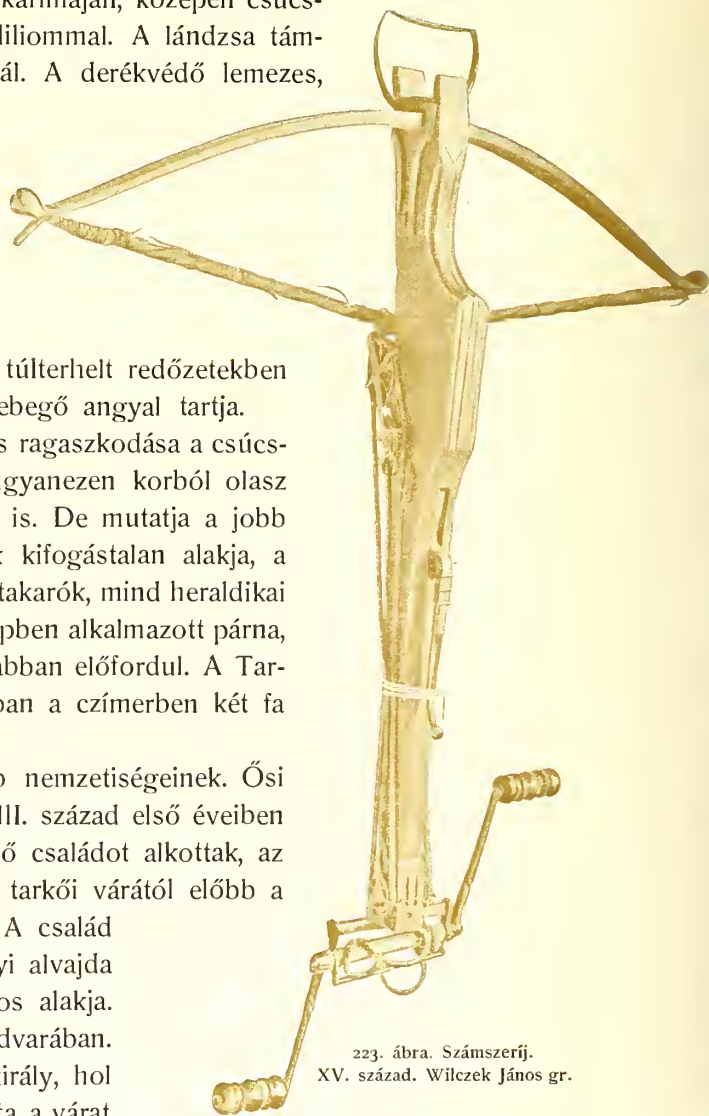 középen csúcs-
liliommal. A lándzsa tám-
ál. A derékvédő lemezes,
túlterhelt redőzetekben
ebegő angyal tartja.
s ragaszkodása a csúcs-
gyanezen korból olasz
is. De mutatja a jobb
kifogástalan alakja, a
takarók, mind heraldikai
pben alkalmazott párna,
abban előfordul. A Tar-
ban a czímerben két fa
nemzetiségeinek. Ősi
III. század első éveiben
ő családot alkottak, az
tarkői várától előbb a
A család
yi alvajda
os alakja.
dvarában.
király, hol
ta a várat
223. ábra. Számszeríj.
XV. század. Wilczek János gr.